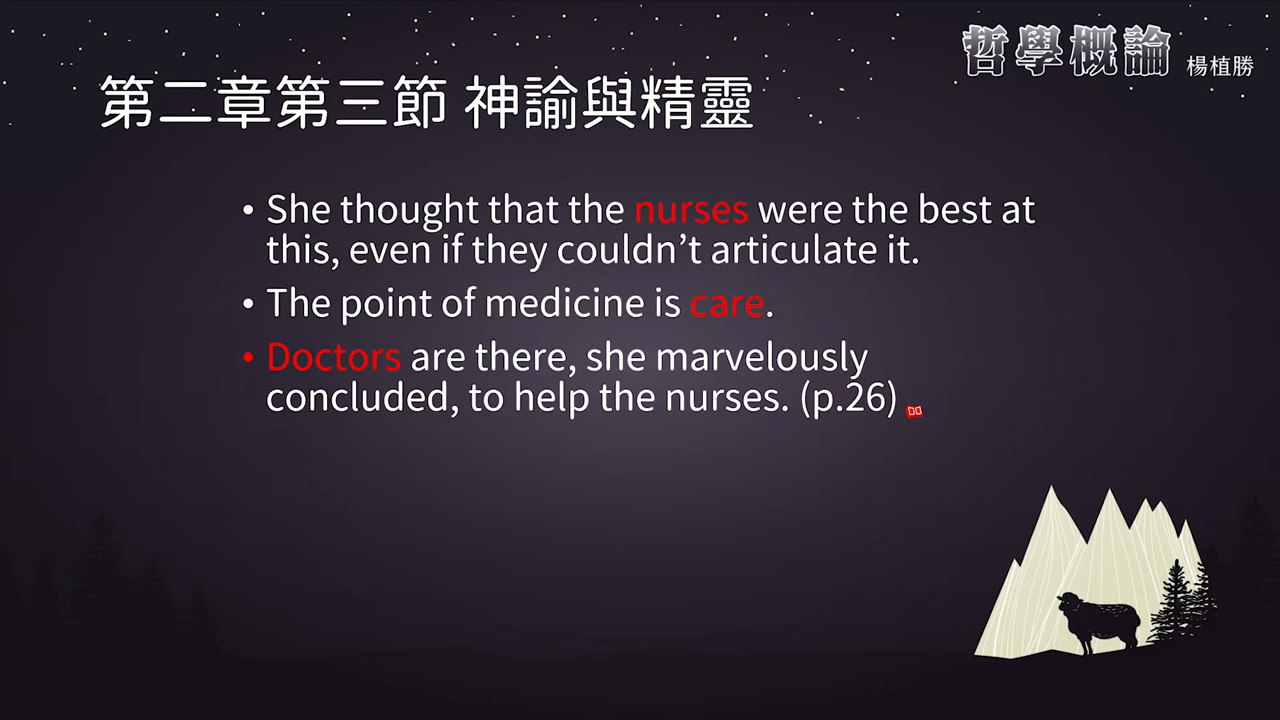 哲學概論 楊植勝
第二章第三節 神諭與精靈
• She thought that the nurses were the best at
this, even if they couldn’t articulate it.
• The point of medicine is care.
• Doctors are there, she marvelously
concluded, to help the nurses. (p.26)